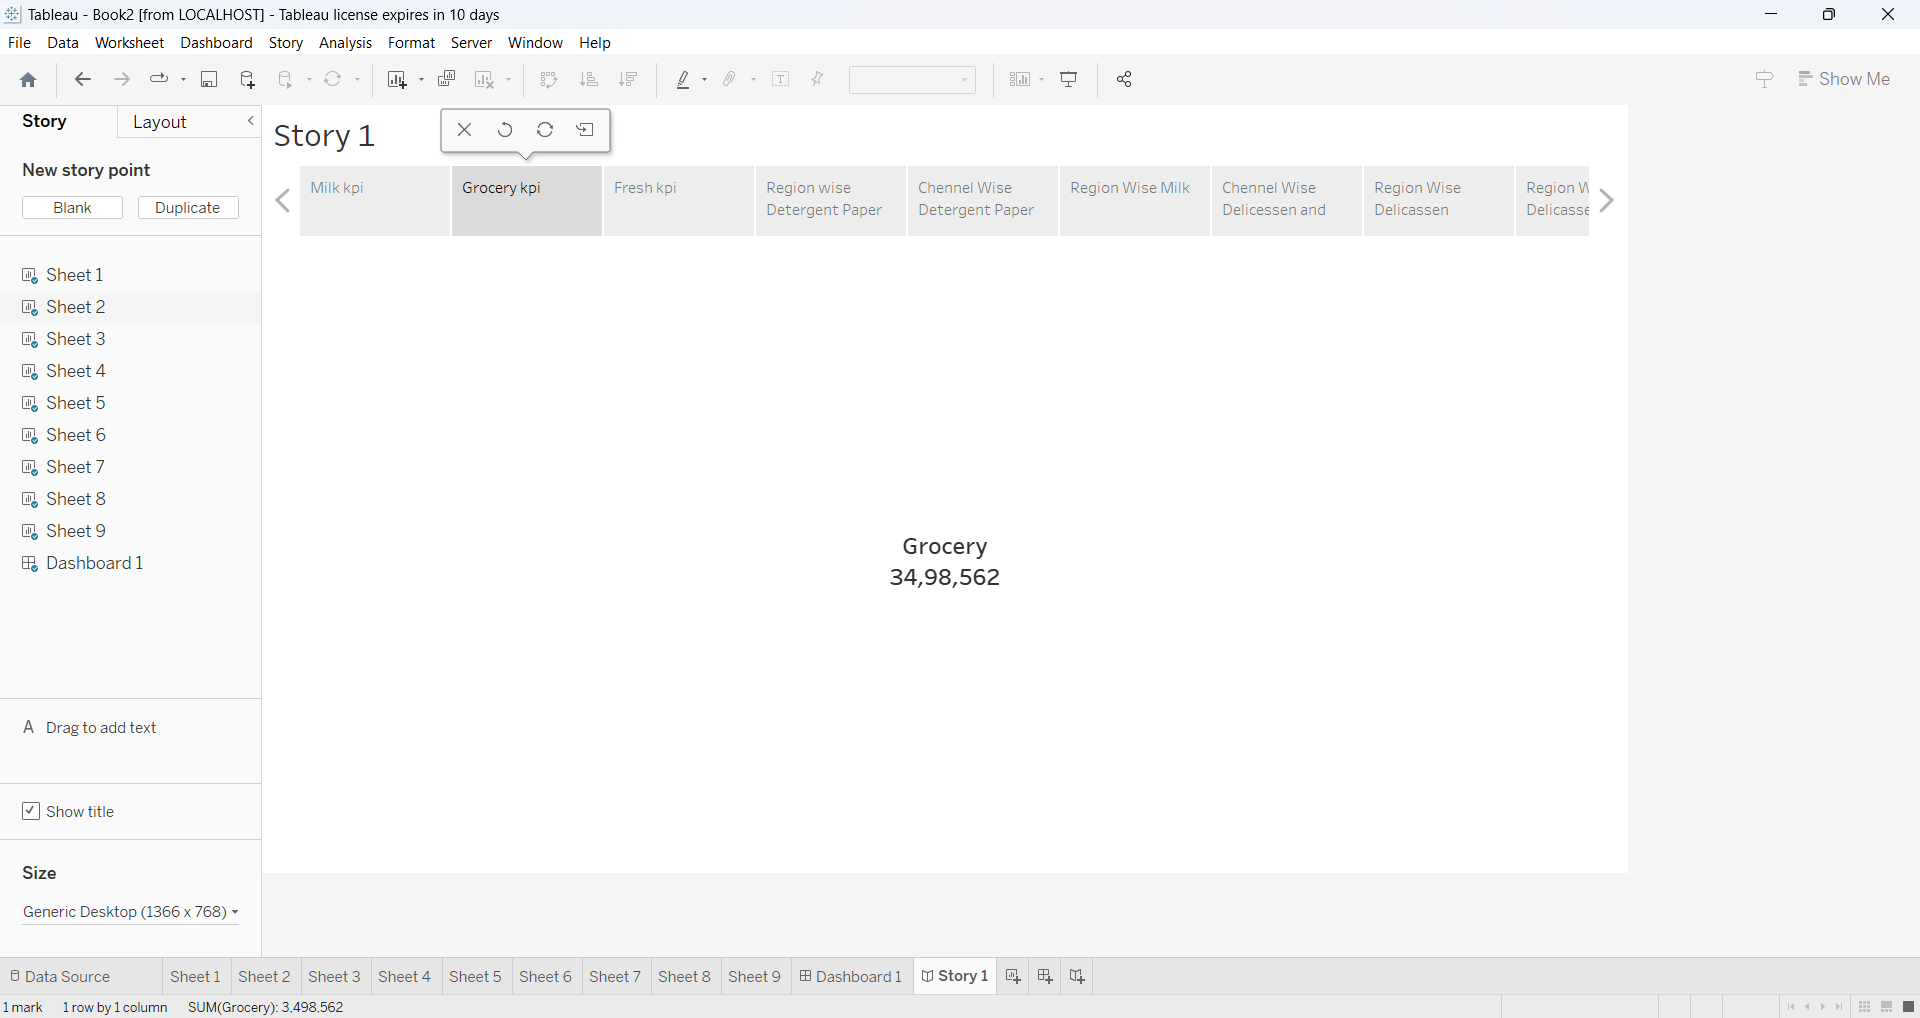 Tableau - Book2 [from LOCALHOST] - Tableau license expires in 10 days
File Data Worksheet Dashboard Story Analysis Format Server Window Help
Show Me
Story Layout
New story point
Blank Duplicate
Sheet 1
Sheet 2
Sheet 3
Sheet 4
Sheet 5
Sheet 6
Sheet 7
Sheet 8
Sheet 9
Dashboard 1
A Drag to add text
Show title
Size
Generic Desktop (1366 x 768)
Story 1
Milk kpi
Grocery kpi
Fresh kpi
Region wise
Detergent Paper
Chennel Wise
Detergent Paper
Region Wise Milk
Chennel Wise
Delicessen and
Region Wise
Delicassen
Region W
Delicasse
Grocery
34,98,562
Data Source Sheet 1 Sheet 2 Sheet 3 Sheet 4 Sheet 5 Sheet 6 Sheet 7 Sheet 8 Sheet 9 Dashboard 1 Story 1
1 mark 1 row by 1 column SUM(Grocery): 3,498,562